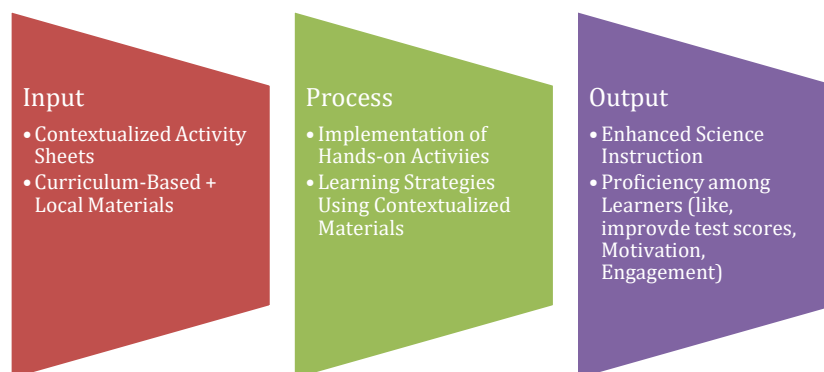 Input
• Contextualized Activity
Sheets
• Curriculum-Based +
Local Materials
Process
• Implementation of
Hands-on Activiies
• Learning Strategies
Using Contextualized
Materials
Output
• Enhanced Science
Instruction
• Proficiency among
Learners (like,
improvde test scores,
Motivation,
Engagement)